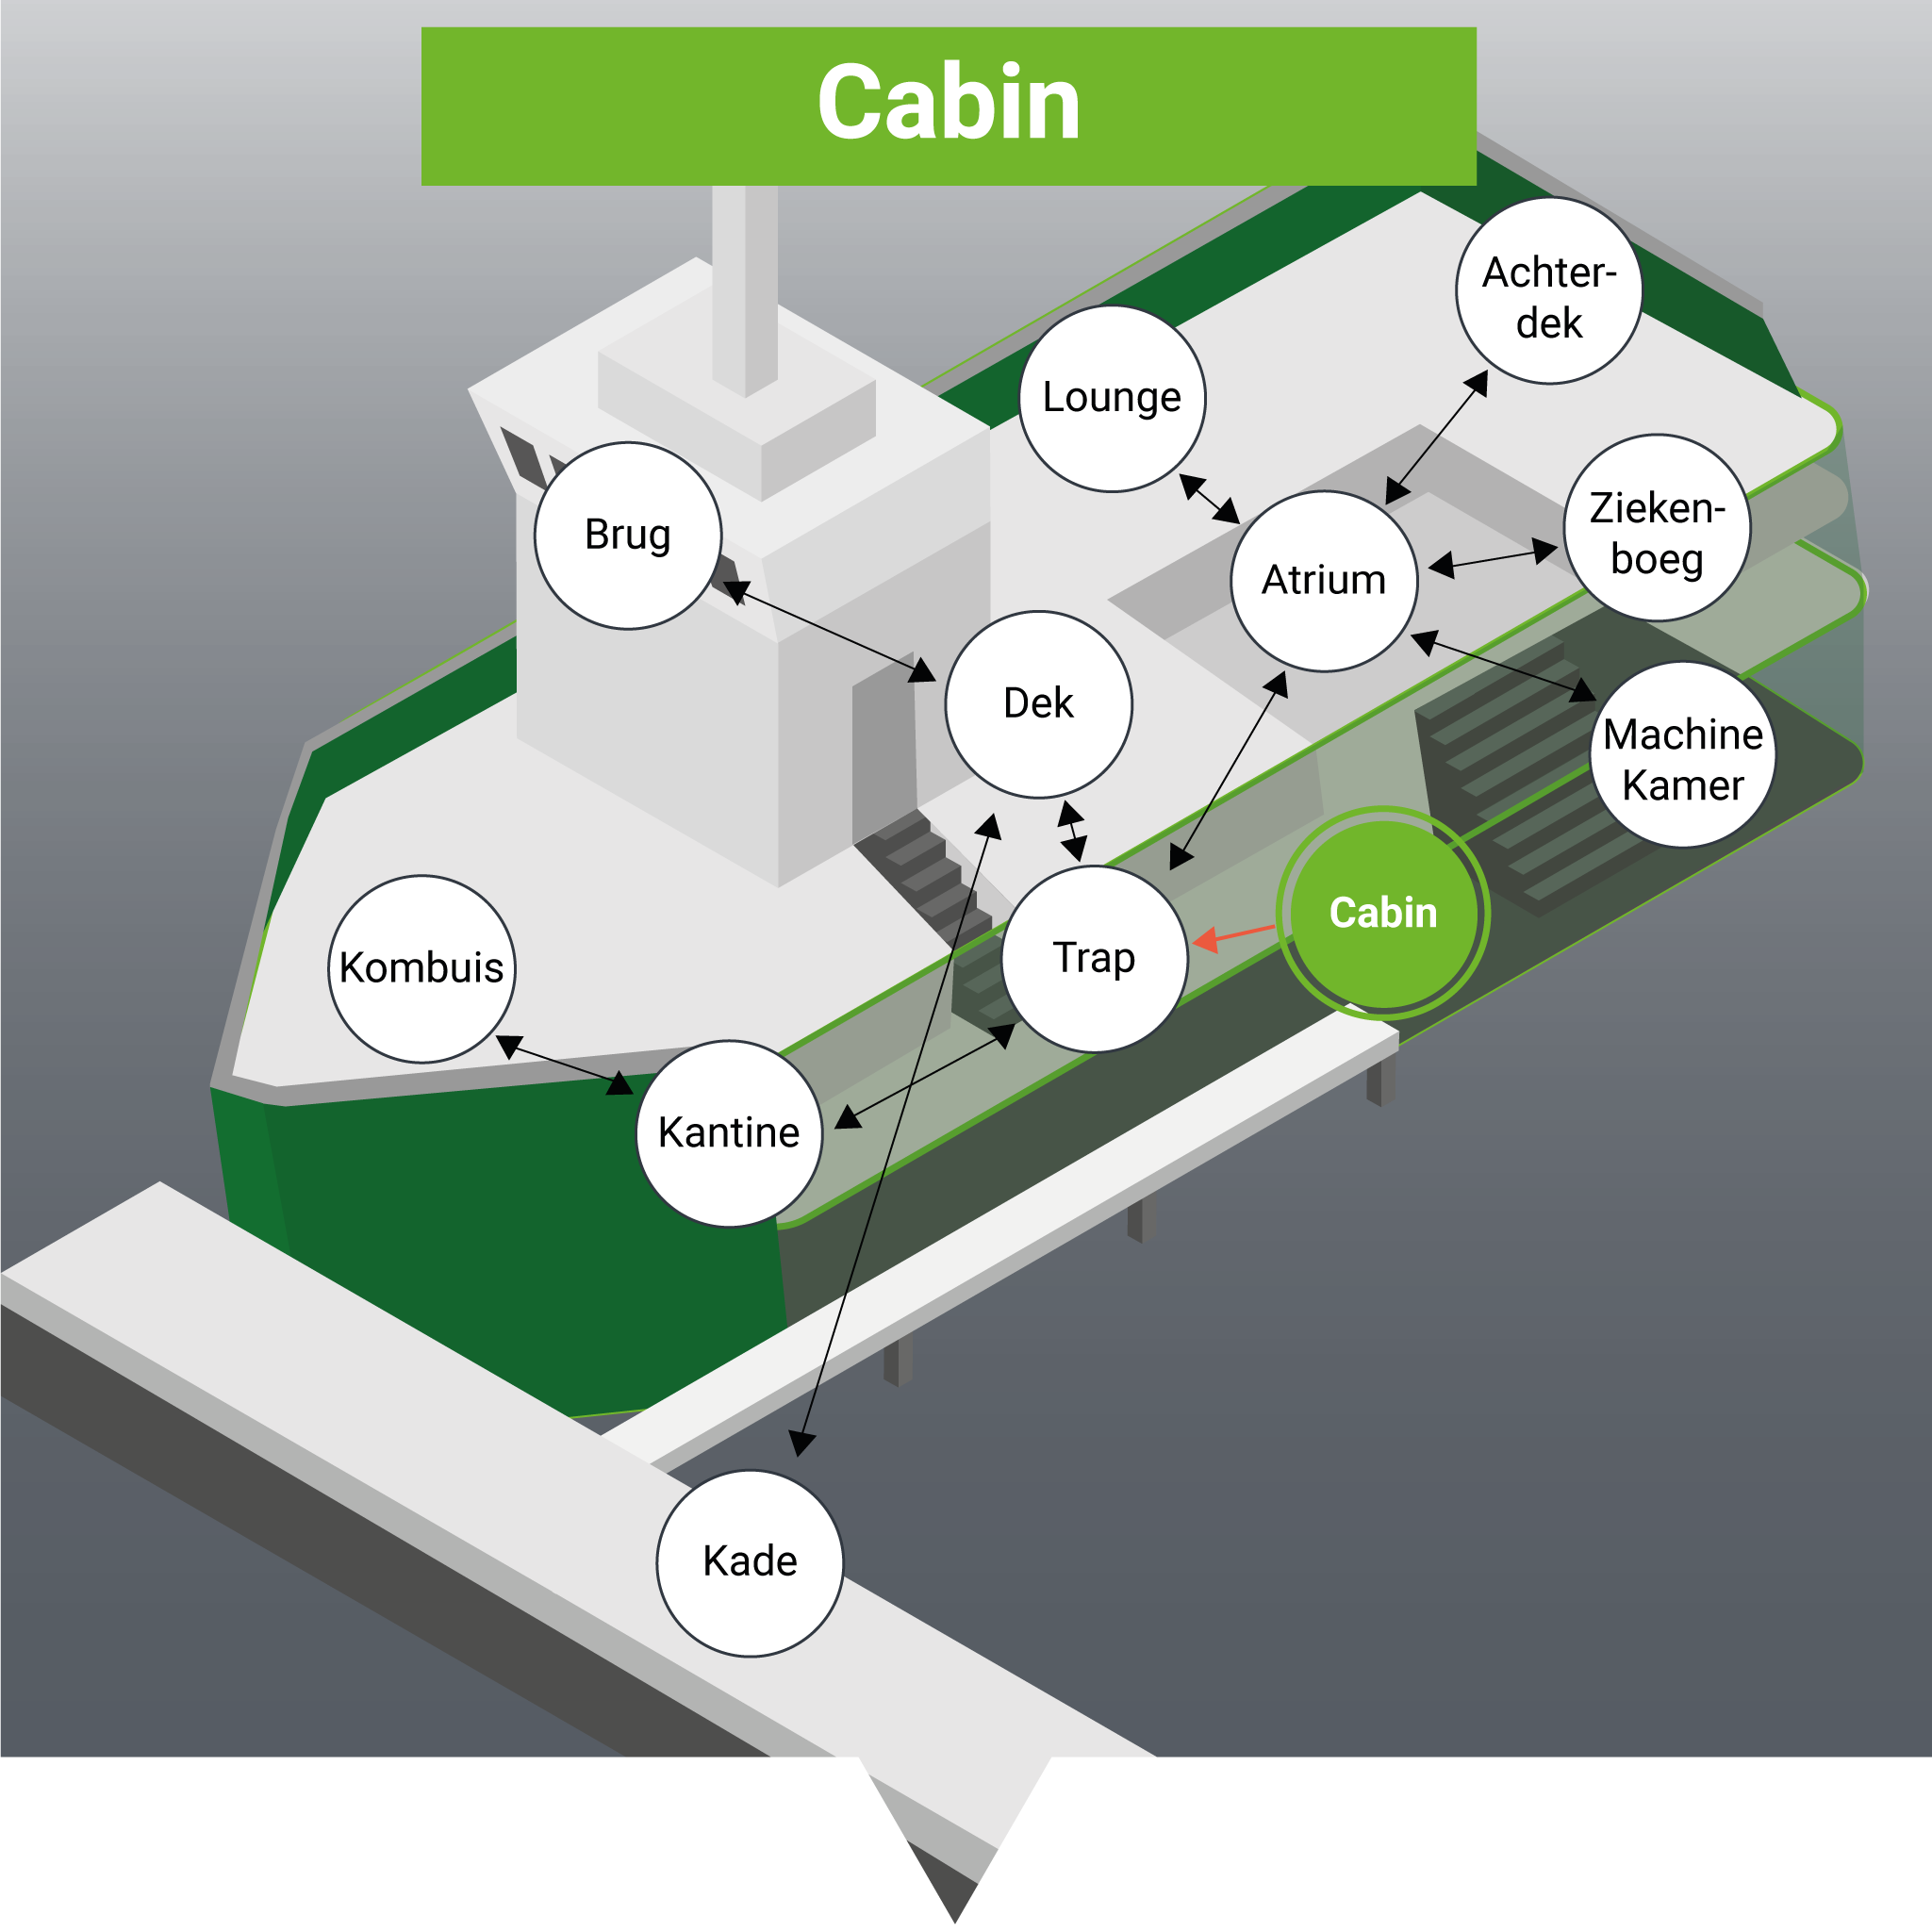 Cabin
Achter-
dek
Lounge
Zieken-
boeg
Brug
Atrium
Dek
Machine
Kamer
Cabin
Trap
Kombuis
Kantine
Kade